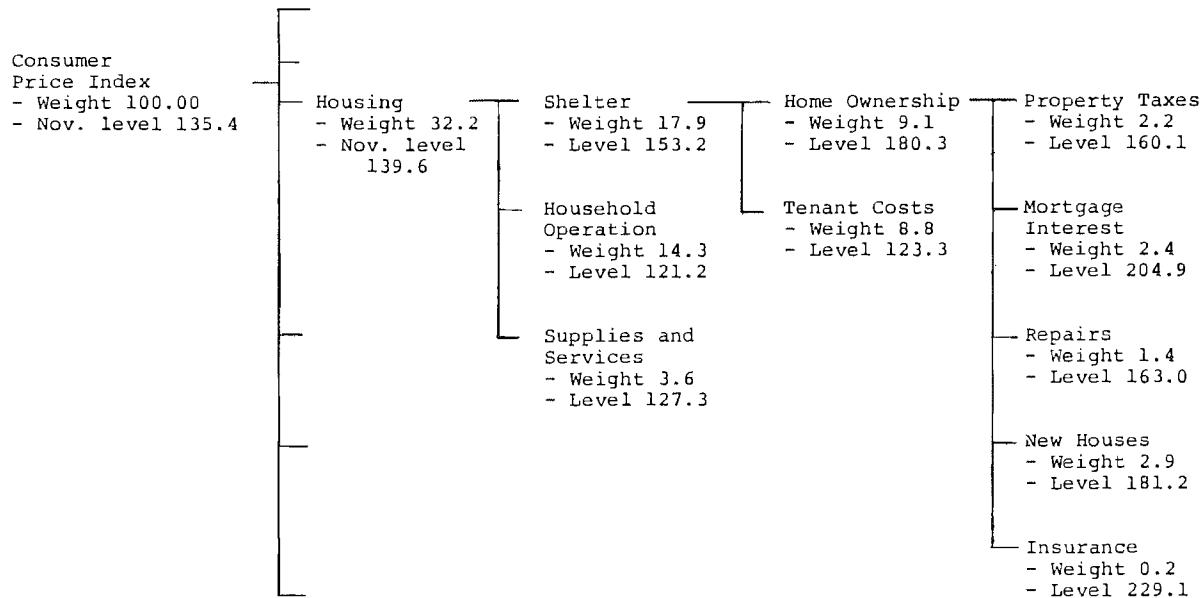 Consumer
Price Index
- Weight 100.00
- Nov. level 135.4
Housing
- Weight 32.2
- Nov. level
139.6
Shelter
- Weight 17.9
- Level 153.2
Household
Operation
- Weight 14.3
- Level 121.2
Supplies and
Services
- Weight 3.6
- Level 127.3
Home Ownership
- Weight 9.1
- Level 180.3
Tenant Costs
- Weight 8.8
- Level 123.3
Property Taxes
- Weight 2.2
- Level 160.1
Mortgage
Interest
- Weight 2.4
- Level 204.9
Repairs
- Weight 1.4
- Level 163.0
New Houses
- Weight 2.9
- Level 181.2
Insurance
- Weight 0.2
- Level 229.1